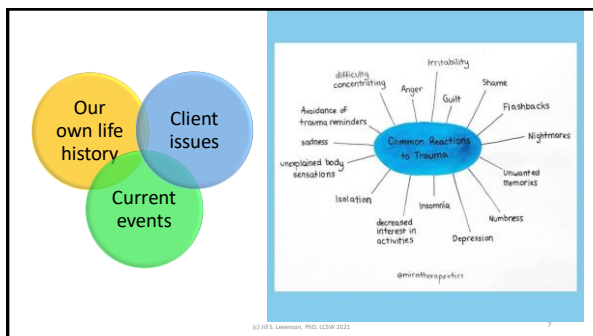 Our
own life
history
Client
issues
Current
events
Irritability
difficulty
concentrating
Anger
Shame
Guilt
Avoidance of
trauma reminders
Flashbacks
sadness
Common Reactions
to Trauma
Nightmares
unexplained body
sensations
Unwanted
memories
Isolation
Insomnia
Numbness
decreased
interest in
activities
Depression
@miratherapeutics
(c) Jill S. Levenson, PhD, LCSW 2021
7